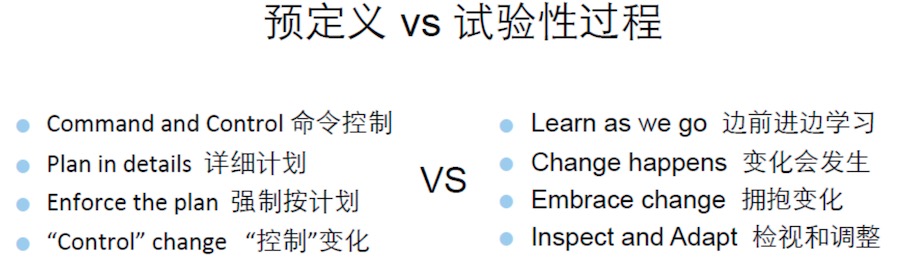 预定义 vs 试验性过程
Command and Control 命令控制
Plan in details 详细计划
Enforce the plan 强制按计划
“Control” change “控制”变化
VS
Learn as we go 边前进边学习
Change happens 变化会发生
Embrace change 拥抱变化
Inspect and Adapt 检视和调整